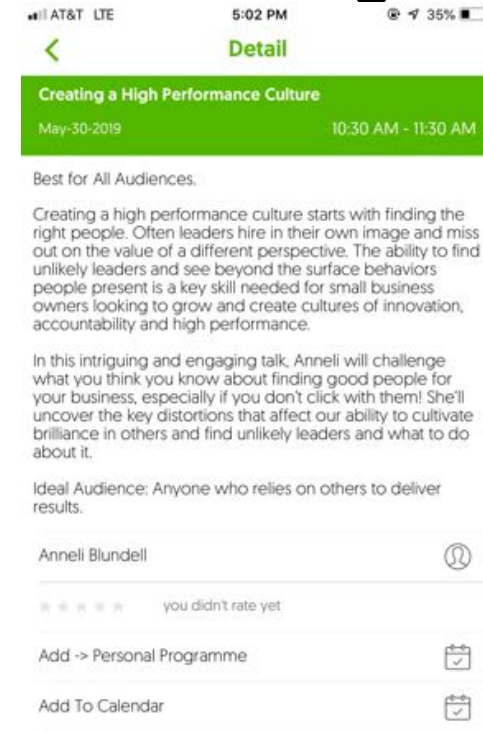 AT&T LTE 5:02 PM 35%
Detail
Creating a High Performance Culture
May-30-2019 10:30 AM - 11:30 AM
Best for All Audiences.
Creating a high performance culture starts with finding the
right people. Often leaders hire in their own image and miss
out on the value of a different perspective. The ability to find
unlikely leaders and see beyond the surface behaviors
people present is a key skill needed for small business
owners looking to grow and create cultures of innovation,
accountability and high performance.
In this intriguing and engaging talk, Anneli will challenge
what you think you know about finding good people for
your business, especially if you don't click with them! She'll
uncover the key distortions that affect our ability to cultivate
brilliance in others and find unlikely leaders and what to do
about it.
Ideal Audience: Anyone who relies on others to deliver
results.
Anneli Blundell
you didn't rate yet
Add -> Personal Programme
Add To Calendar